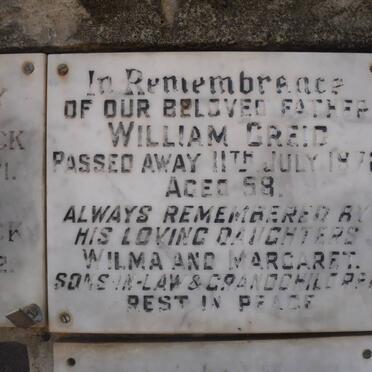 In Remembrance
OF OUR BELOVED FATHER
WILLIAM GREIG
PASSED AWAY 11TH JULY
AGED
ALWAYS REMEMBERED BY
HIS LOVING DAUGHTERS
WILMA AND MARGARET.
SONS-IN-LAW & GRANDCHILDREN
REST IN PEACE